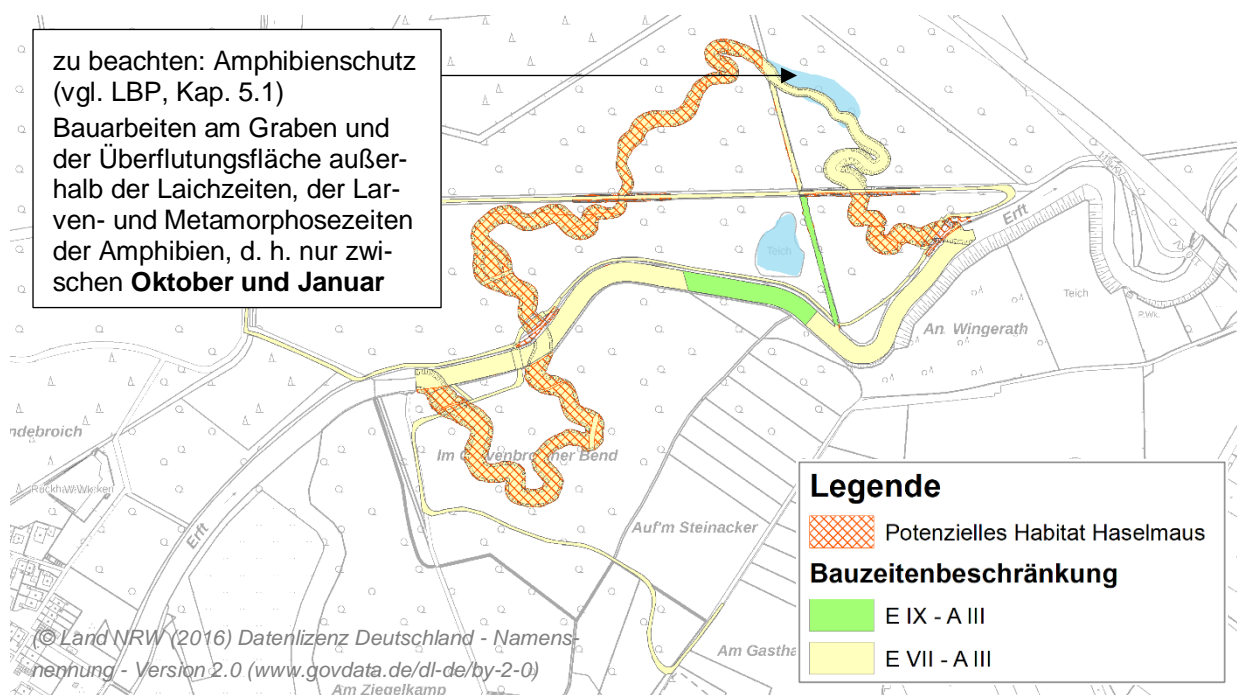 zu beachten: Amphibienschutz
(vgl. LBP, Kap. 5.1)
Bauarbeiten am Graben und
der Überflutungsfläche außer-
halb der Laichzeiten, der Lar-
ven- und Metamorphosezeiten
der Amphibien, d. h. nur zwi-
schen Oktober und Januar
Erft
Teich
Teich
P.Wk.
An Wingerath
ndebroich
Erft
Auf'm Steinacker
Am Gastha
Am Ziegelkamp
(© Land NRW (2016) Datenlizenz Deutschland - Namens-
nennung - Version 2.0 (www.govdata.de/dl-de/by-2-0)
Legende
Potenzielles Habitat Haselmaus
Bauzeitenbeschränkung
E IX - A III
E VII - A III